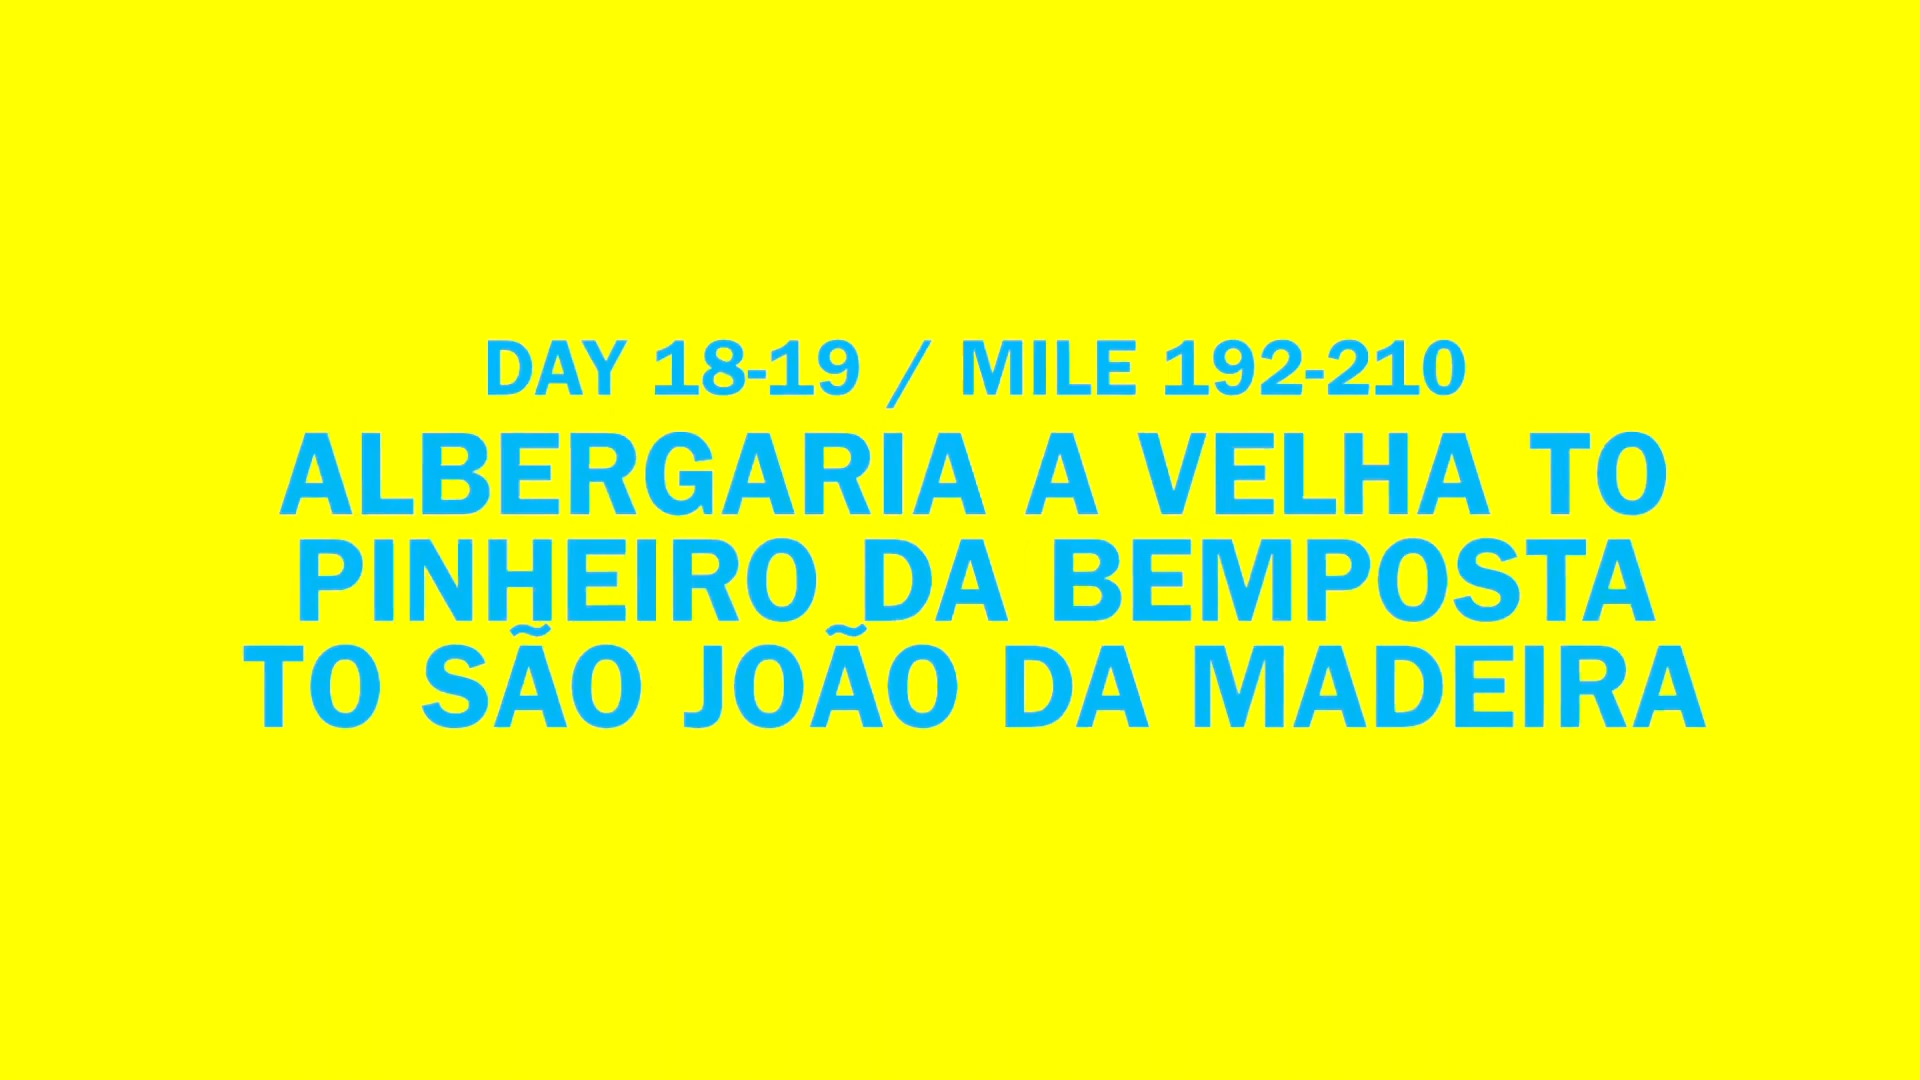 DAY 18-19 / MILE 192-210
ALBERGARIA A VELHA TO
PINHEIRO DA BEMPOSTA
TO SÃO JOÃO DA MADEIRA